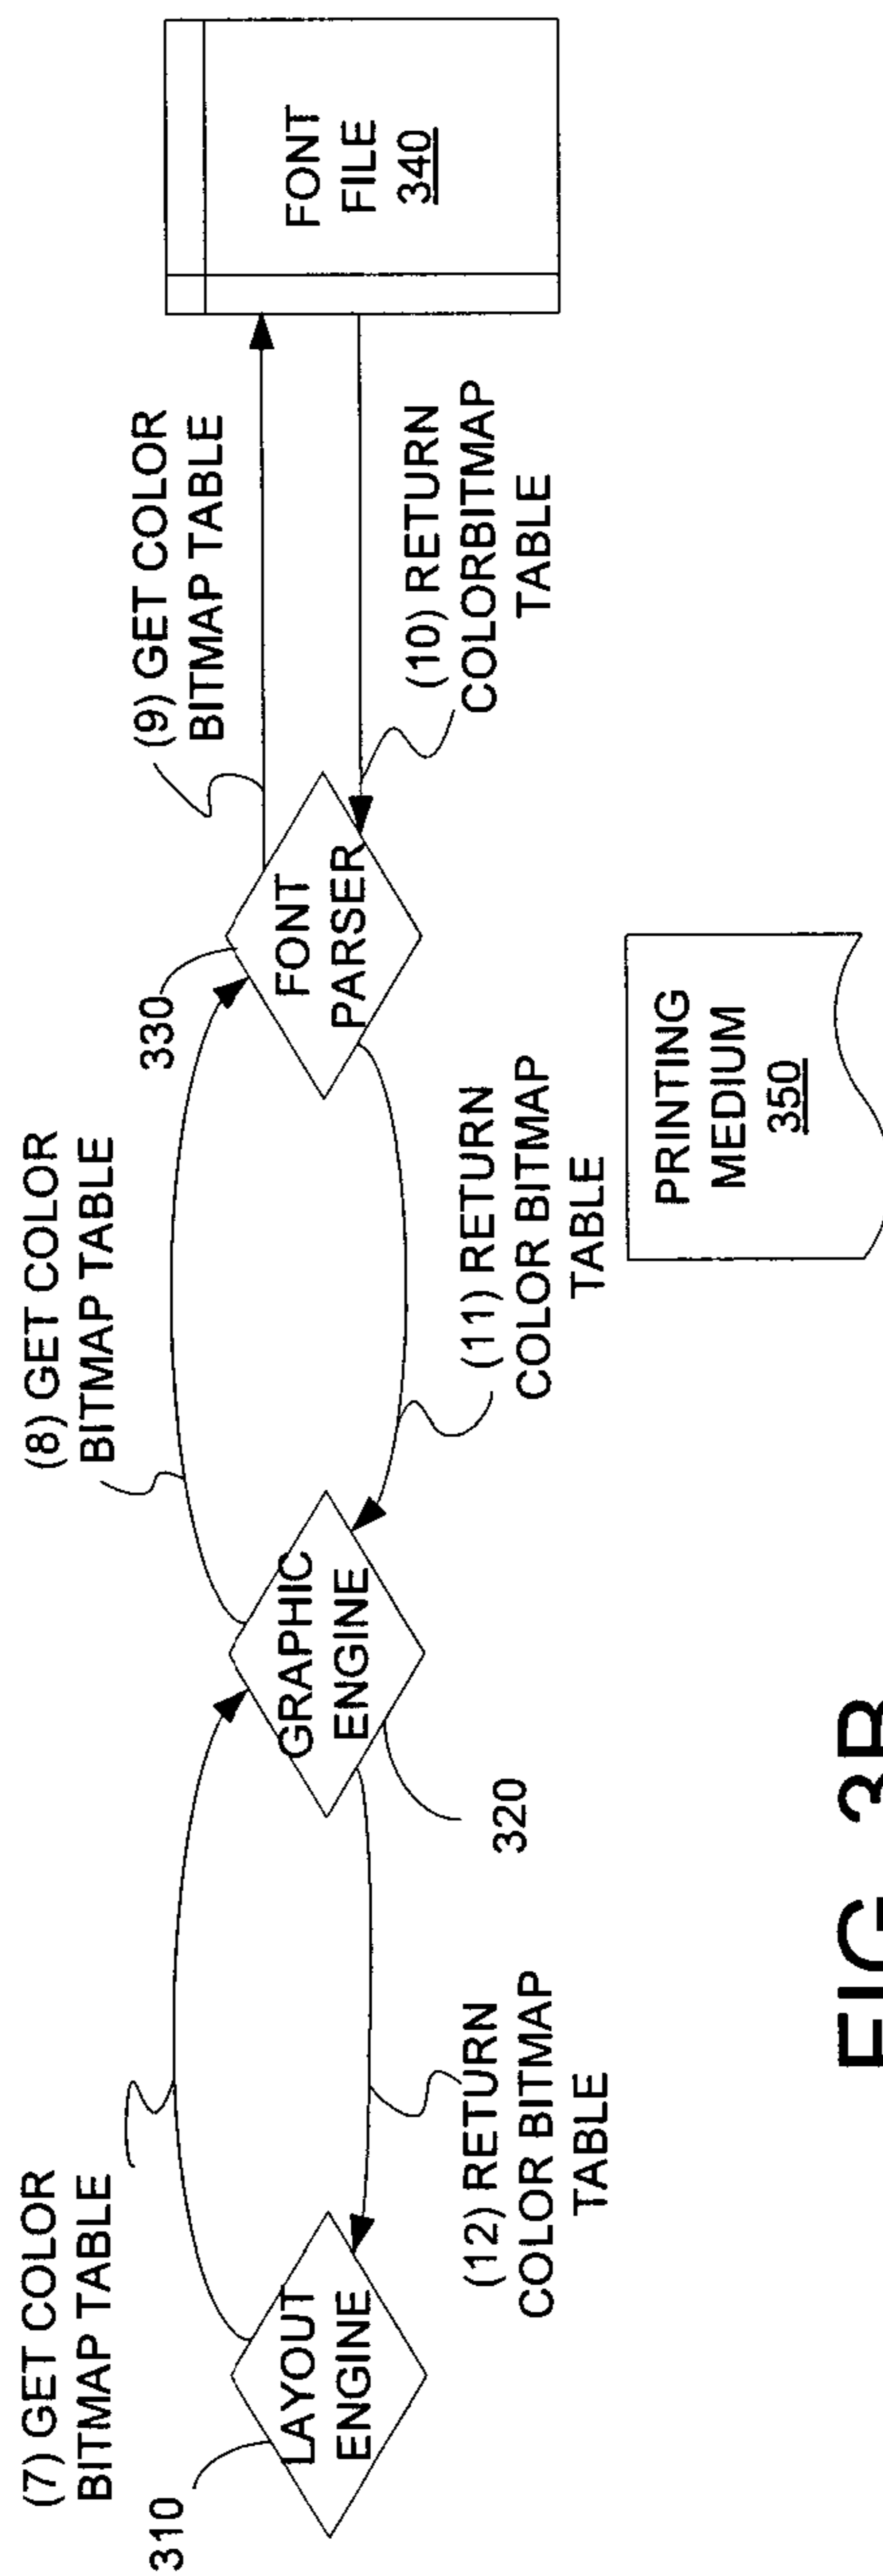 (7) GET COLOR
BITMAP TABLE
310
LAYOUT
ENGINE
(12) RETURN
COLOR BITMAP
TABLE
GRAPHIC
ENGINE
320
(8) GET COLOR
BITMAP TABLE
(11) RETURN
COLOR BITMAP
TABLE
330
FONT
PARSER
(9) GET COLOR
BITMAP TABLE
(10) RETURN
COLORBITMAP
TABLE
FONT
FILE
340
PRINTING
MEDIUM
350
FIG. 3B